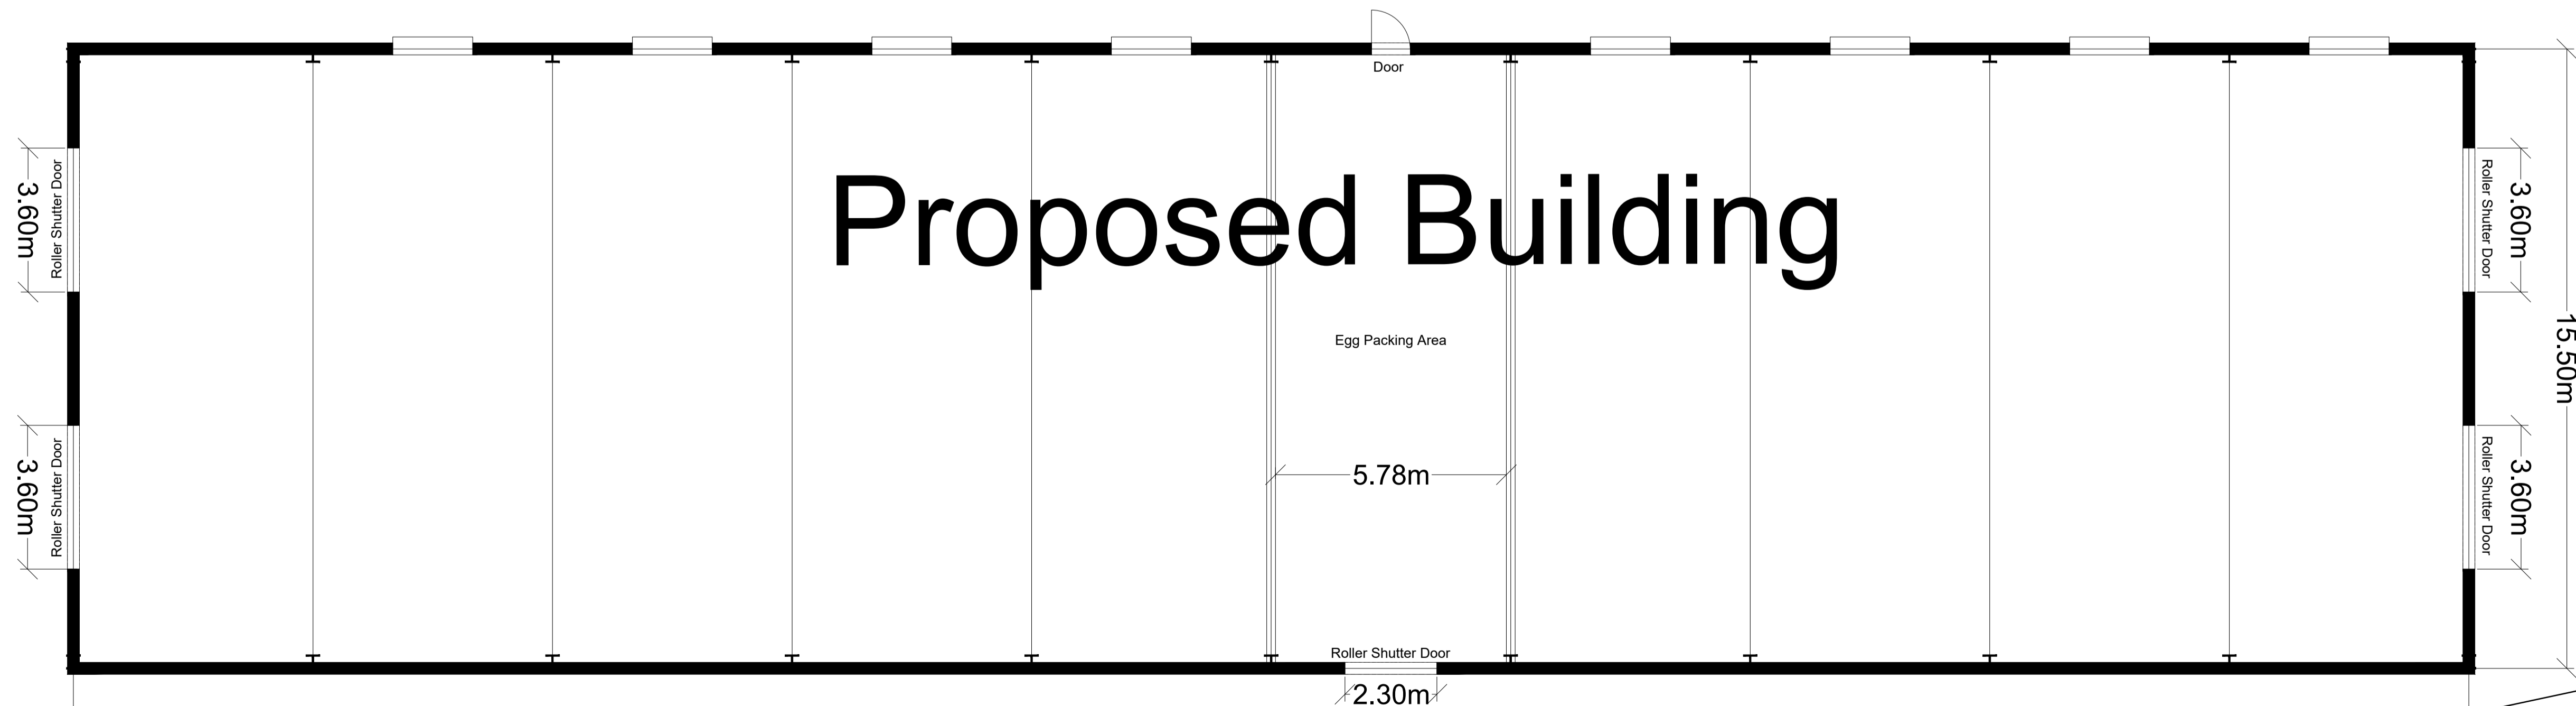 Door
3.60m
Roller Shutter Door
Proposed Building
Roller Shutter Door
3.60m
15.50m
Egg Packing Area
3.60m
Roller Shutter Door
5.78m
Roller Shutter Door
3.60m
Roller Shutter Door
2.30m